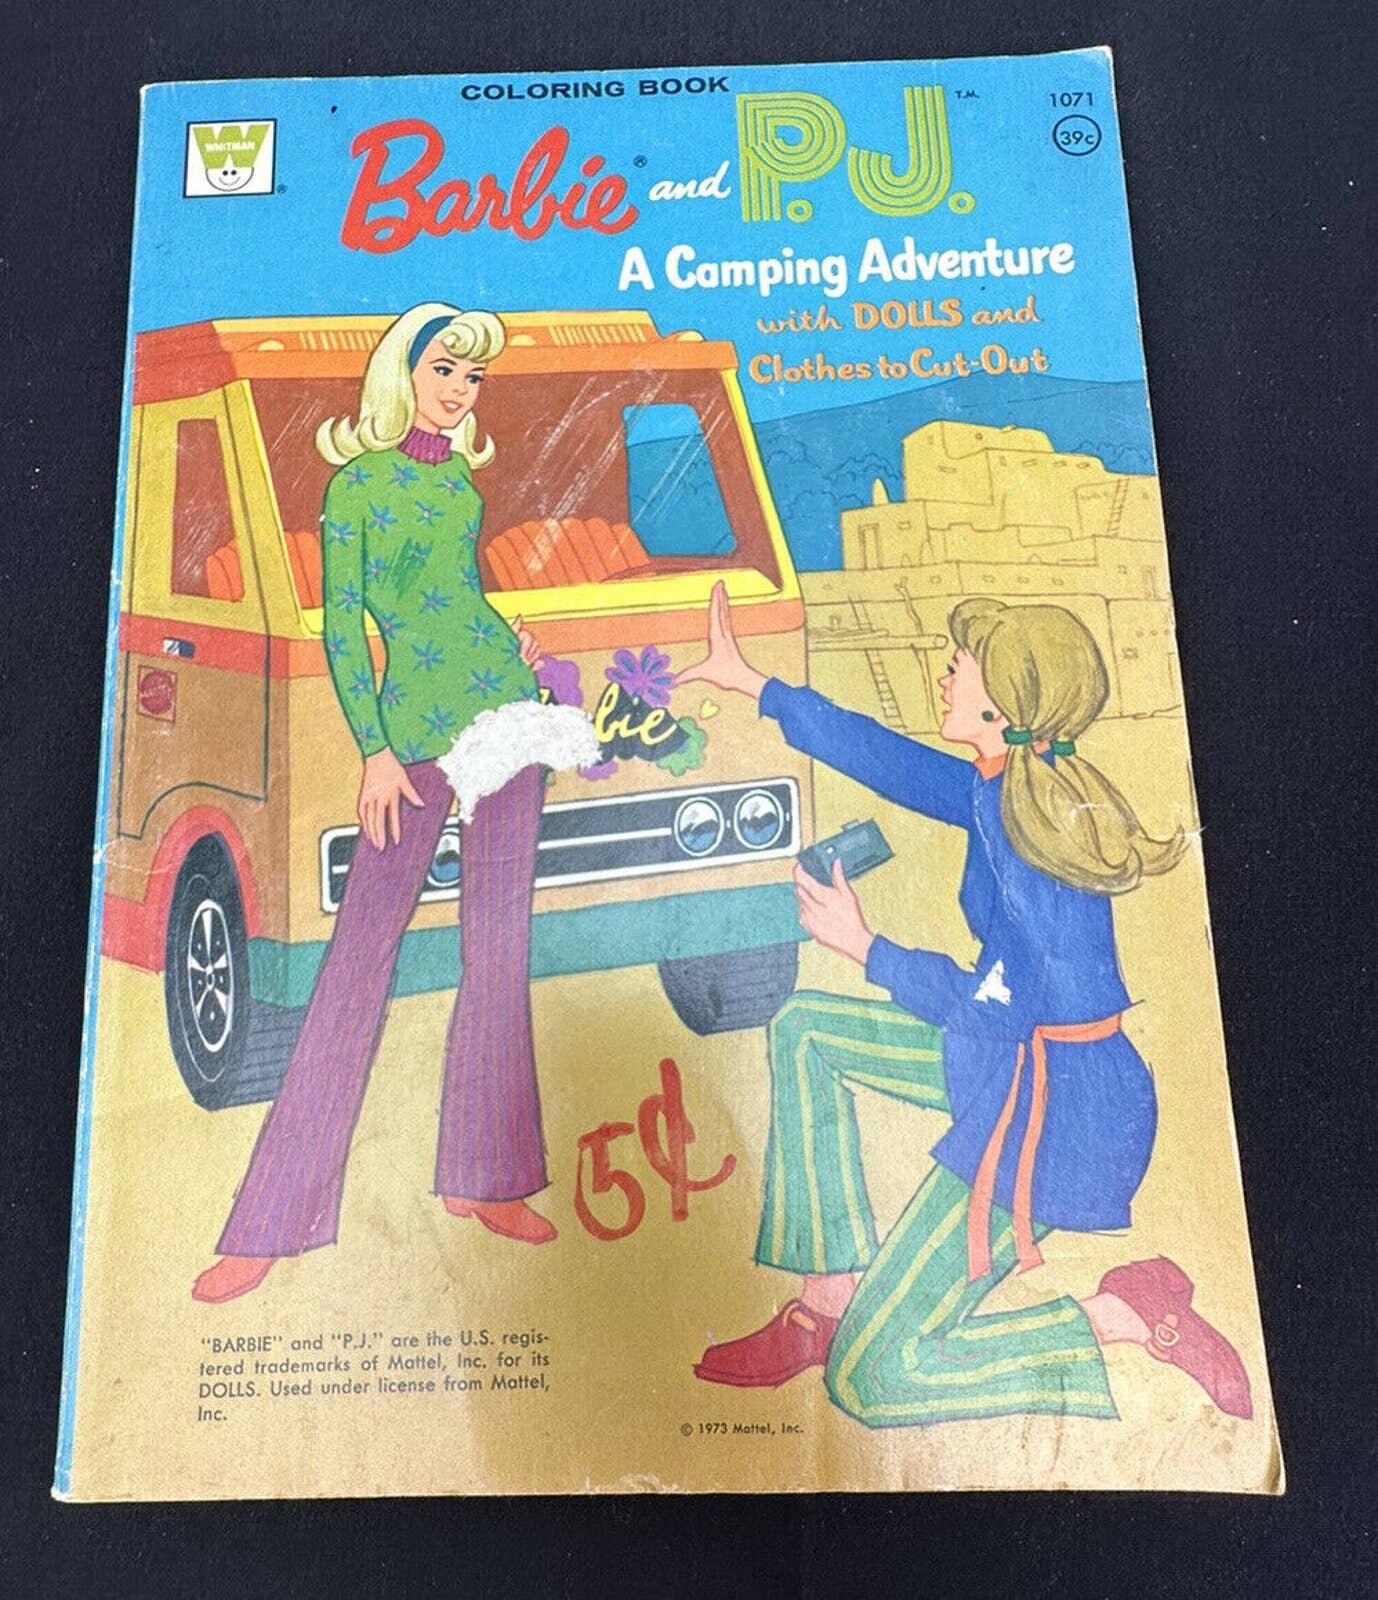 COLORING BOOK
WHITMAN
®
Barbie® and P.J.™
T.M.
1071
39c
A Camping Adventure
with DOLLS and
Clothes to Cut-Out
bie
5¢
"BARBIE" and "P.J." are the U.S. regis-
tered trademarks of Mattel, Inc. for its
DOLLS. Used under license from Mattel,
Inc.
© 1973 Mattel, Inc.